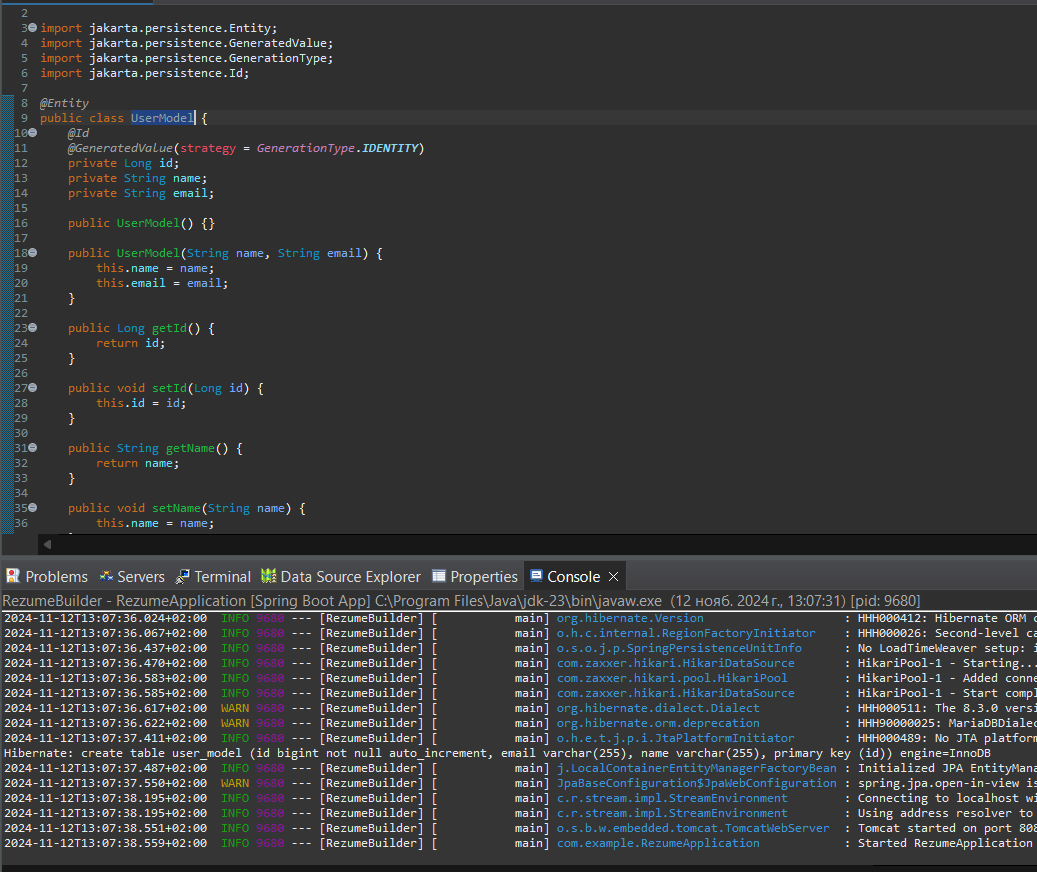 2
3 import jakarta.persistence.Entity;
4 import jakarta.persistence.GeneratedValue;
5 import jakarta.persistence.GenerationType;
6 import jakarta.persistence.Id;
7
8 @Entity
9 public class UserModel {
10 @Id
11 @GeneratedValue(strategy = GenerationType.IDENTITY)
12 private Long id;
13 private String name;
14 private String email;
15
16 public UserModel() {}
17
18 public UserModel(String name, String email) {
19 this.name = name;
20 this.email = email;
21 }
22
23 public Long getId() {
24 return id;
25 }
26
27 public void setId(Long id) {
28 this.id = id;
29 }
30
31 public String getName() {
32 return name;
33 }
34
35 public void setName(String name) {
36 this.name = name;
Problems Servers Terminal Data Source Explorer Properties Console
RezumeBuilder - RezumeApplication [Spring Boot App] C:\Program Files\Java\jdk-23\bin\javaw.exe (12 нояб. 2024 г., 13:07:31) [pid: 9680]
2024-11-12T13:07:36.024+02:00 INFO 9680 --- [RezumeBuilder] [ main] org.hibernate.Version : HHH000412: Hibernate ORM c
2024-11-12T13:07:36.067+02:00 INFO 9680 --- [RezumeBuilder] [ main] o.h.c.internal.RegionFactoryInitiator : HHH000026: Second-level ca
2024-11-12T13:07:36.437+02:00 INFO 9680 --- [RezumeBuilder] [ main] o.s.o.j.p.SpringPersistenceUnitInfo : No LoadTimeWeaver setup: i
2024-11-12T13:07:36.470+02:00 INFO 9680 --- [RezumeBuilder] [ main] com.zaxxer.hikari.HikariDataSource : HikariPool-1 - Starting...
2024-11-12T13:07:36.583+02:00 INFO 9680 --- [RezumeBuilder] [ main] com.zaxxer.hikari.pool.HikariPool : HikariPool-1 - Added conne
2024-11-12T13:07:36.585+02:00 INFO 9680 --- [RezumeBuilder] [ main] com.zaxxer.hikari.HikariDataSource : HikariPool-1 - Start compl
2024-11-12T13:07:36.617+02:00 WARN 9680 --- [RezumeBuilder] [ main] org.hibernate.dialect.Dialect : HHH000511: The 8.3.0 versi
2024-11-12T13:07:36.622+02:00 WARN 9680 --- [RezumeBuilder] [ main] org.hibernate.orm.deprecation : HHH90000025: MariaDBDialec
2024-11-12T13:07:37.411+02:00 INFO 9680 --- [RezumeBuilder] [ main] o.h.e.t.j.p.i.JtaPlatformInitiator : HHH000489: No JTA platform
Hibernate: create table user_model (id bigint not null auto_increment, email varchar(255), name varchar(255), primary key (id)) engine=InnoDB
2024-11-12T13:07:37.487+02:00 INFO 9680 --- [RezumeBuilder] [ main] j.LocalContainerEntityManagerFactoryBean : Initialized JPA EntityMana
2024-11-12T13:07:37.550+02:00 WARN 9680 --- [RezumeBuilder] [ main] JpaBaseConfiguration$JpaWebConfiguration : spring.jpa.open-in-view is
2024-11-12T13:07:38.195+02:00 INFO 9680 --- [RezumeBuilder] [ main] c.r.stream.impl.StreamEnvironment : Connecting to localhost wi
2024-11-12T13:07:38.195+02:00 INFO 9680 --- [RezumeBuilder] [ main] c.r.stream.impl.StreamEnvironment : Using address resolver to
2024-11-12T13:07:38.551+02:00 INFO 9680 --- [RezumeBuilder] [ main] o.s.b.w.embedded.tomcat.TomcatWebServer : Tomcat started on port 808
2024-11-12T13:07:38.559+02:00 INFO 9680 --- [RezumeBuilder] [ main] com.example.RezumeApplication : Started RezumeApplication